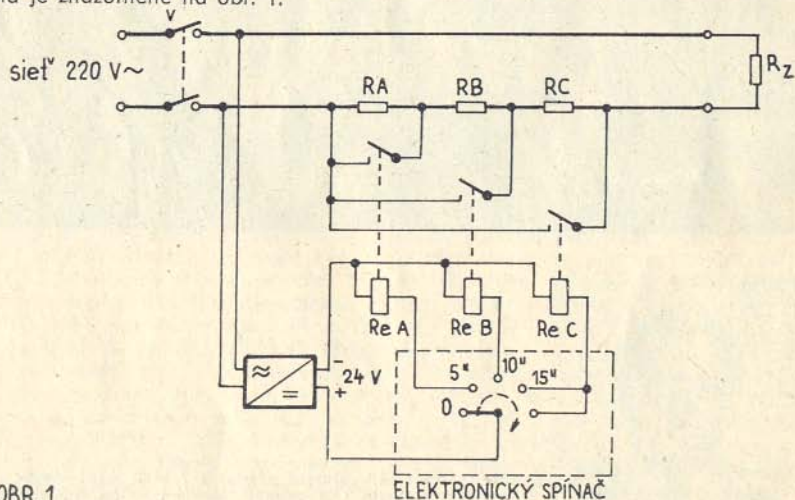 je znázornené na obr. 1.
V
sieť 220 V~
RA RB RC
Rz
Re A Re B Re C
≈
=
-
24 V
+
5"
10"
15"
0
OBR. 1
ELEKTRONICKÝ SPÍNAČ